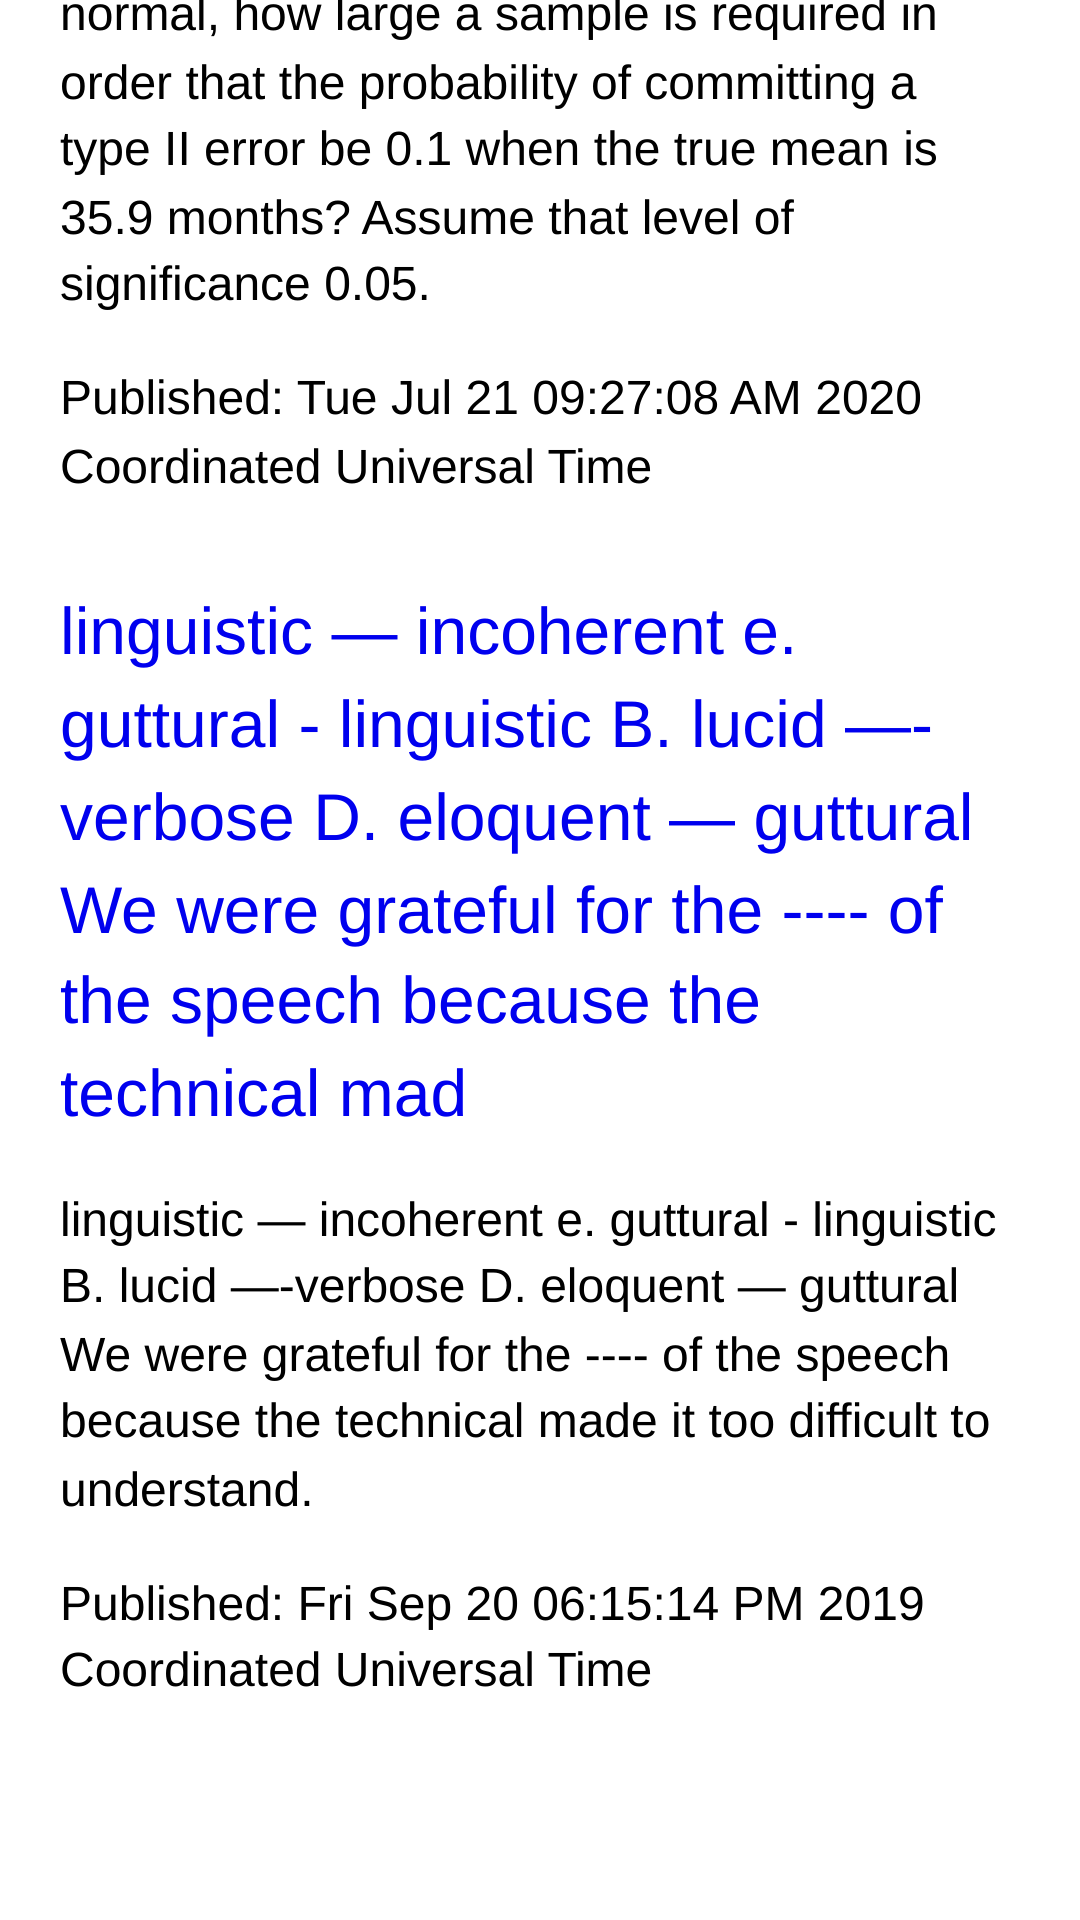 normal, how large a sample is required in
order that the probability of committing a
type II error be 0.1 when the true mean is
35.9 months? Assume that level of
significance 0.05.
Published: Tue Jul 21 09:27:08 AM 2020
Coordinated Universal Time
linguistic — incoherent e.
guttural - linguistic B. lucid —-
verbose D. eloquent — guttural
We were grateful for the ---- of
the speech because the
technical mad
linguistic — incoherent e. guttural - linguistic
B. lucid —-verbose D. eloquent — guttural
We were grateful for the ---- of the speech
because the technical made it too difficult to
understand.
Published: Fri Sep 20 06:15:14 PM 2019
Coordinated Universal Time